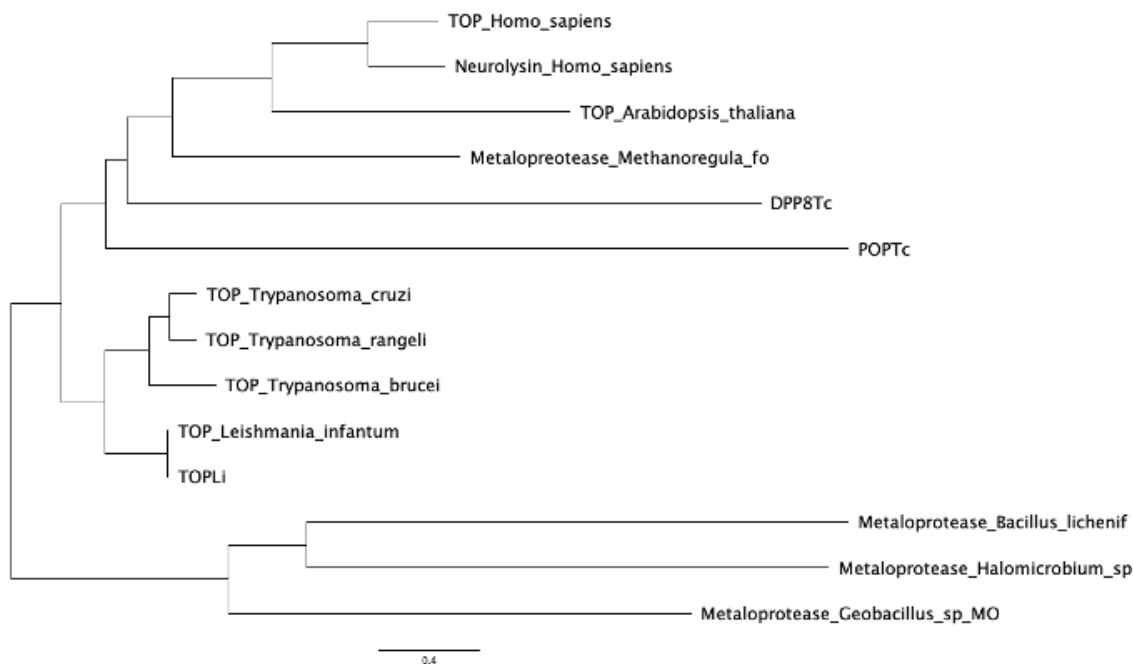 TOP_Homo_sapiens
Neurolysin_Homo_sapiens
TOP_Arabidopsis_thaliana
Metalopreotease_Methanoregula_fo
DPP8Tc
POPTc
TOP_Trypanosoma_cruzi
TOP_Trypanosoma_rangeli
TOP_Trypanosoma_brucei
TOP_Leishmania_infantum
TOPLi
Metaloprotease_Bacillus_lichenif
Metaloprotease_Halomicrobium_sp
Metaloprotease_Geobacillus_sp_MO
0.4